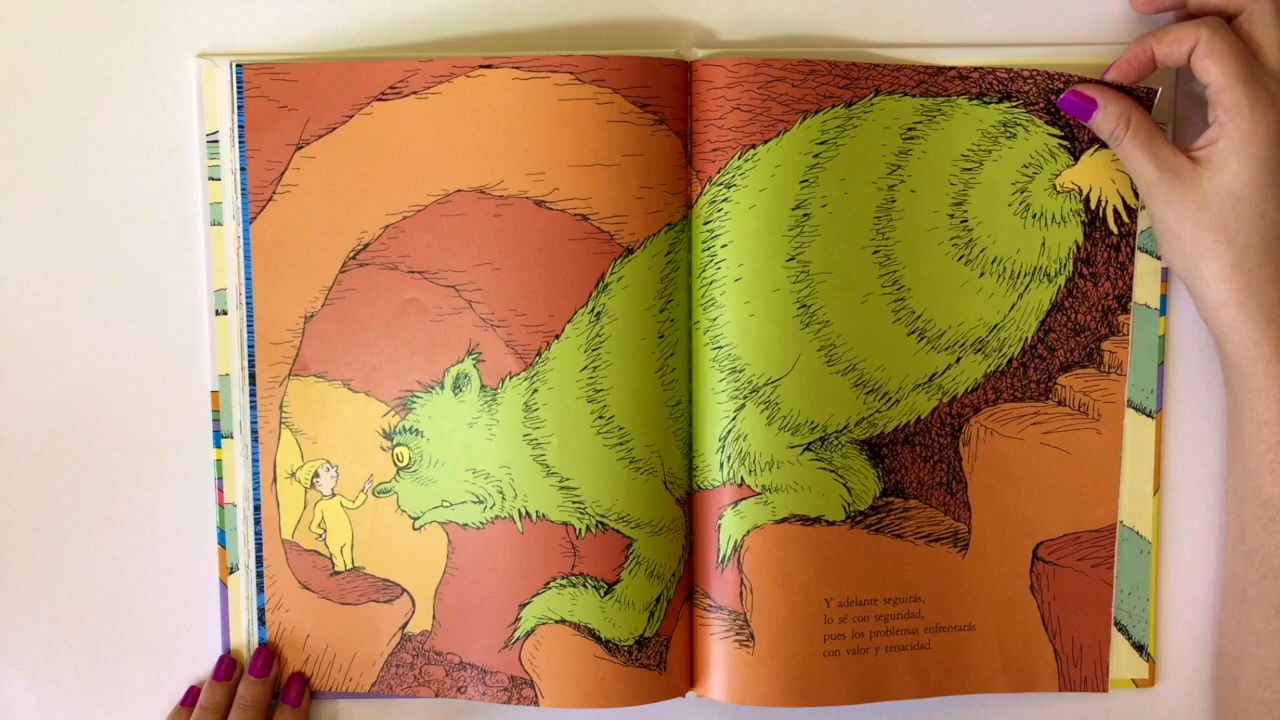 Y adelante seguirás,
lo sé con seguridad,
pues los problemas enfrentarás
con valor y tenacidad.